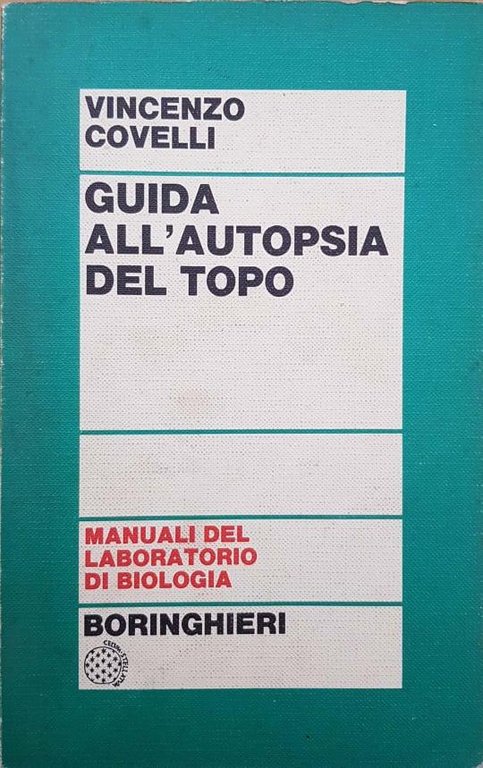 VINCENZO
COVELLI
GUIDA
ALL'AUTOPSIA
DEL TOPO
MANUALI DEL
LABORATORIO
DI BIOLOGIA
BORINGHIERI